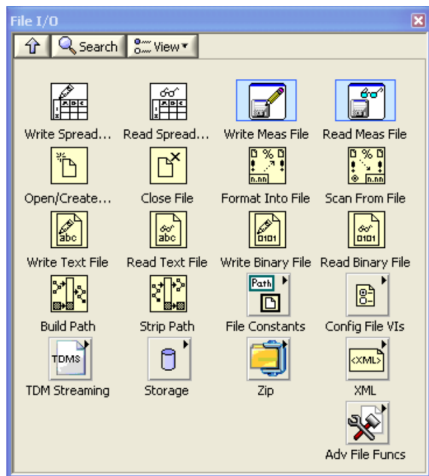 File I/O
Search View
Write Spread... Read Spread... Write Meas File Read Meas File
Open/Create... Close File Format Into File Scan From File
abc abc 0101 0101
Write Text File Read Text File Write Binary File Read Binary File
Path
Build Path Strip Path File Constants Config File VIs
TDMS <XML>
TDM Streaming Storage Zip XML
Adv File Funcs